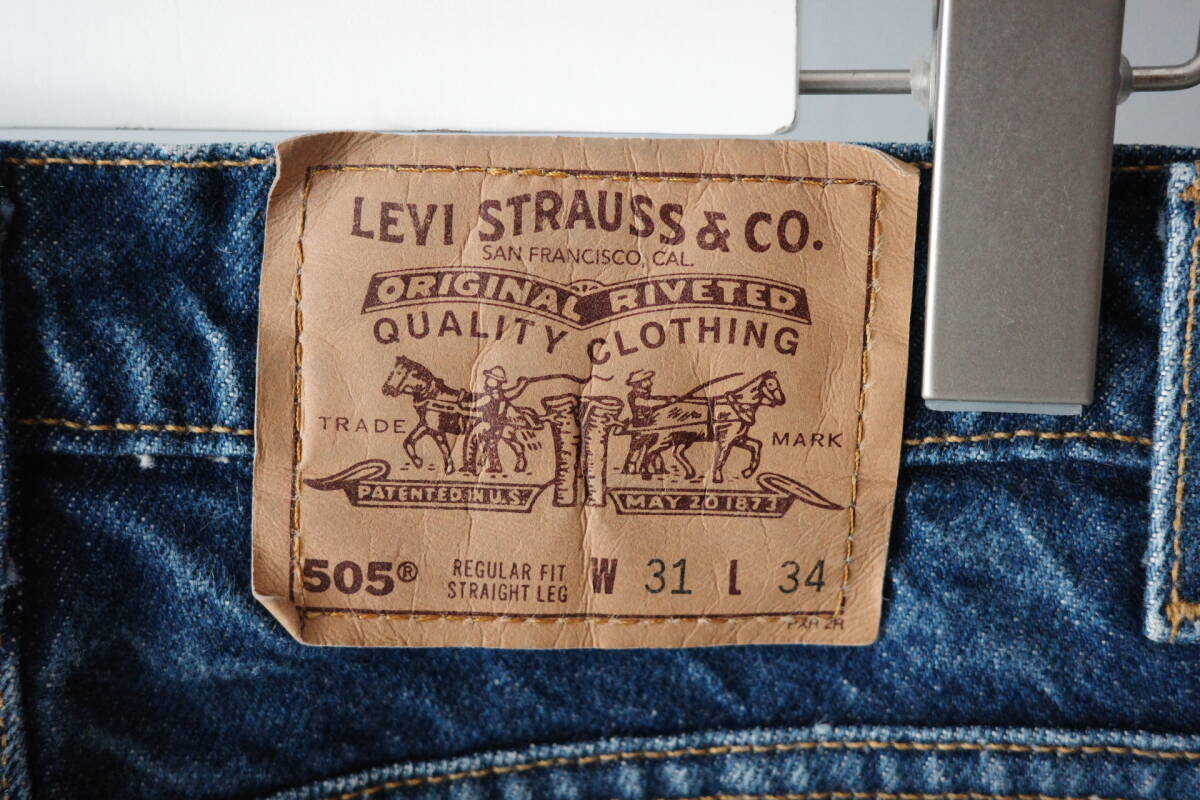 LEVI STRAUSS & CO.
SAN FRANCISCO, CAL.
ORIGINAL RIVETED
QUALITY CLOTHING
TRADE MARK
PATENTED IN U.S. MAY 20 1873
505® REGULAR FIT STRAIGHT LEG W 31 L 34